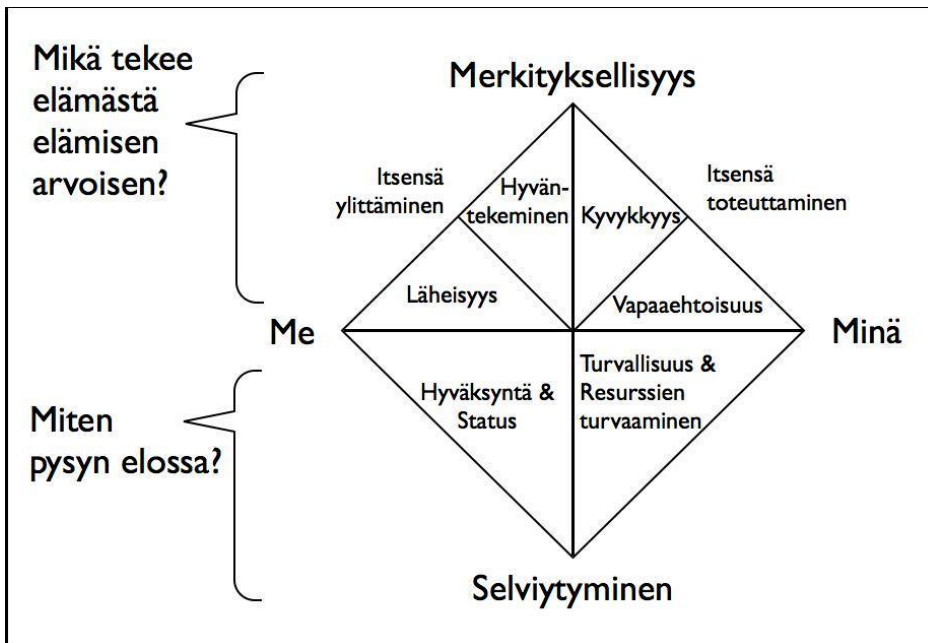 Mikä tekee
elämästä
elämisen
arvoisen?
Merkityksellisyys
Itsensä
ylittäminen
Hyvän-
tekeminen
Kyvykkyys
Itsensä
toteuttaminen
Läheisyys
Vapaaehtoisuus
Me
Minä
Miten
pysyn elossa?
Hyväksyntä &
Status
Turvallisuus &
Resurssien
turvaaminen
Selviytyminen